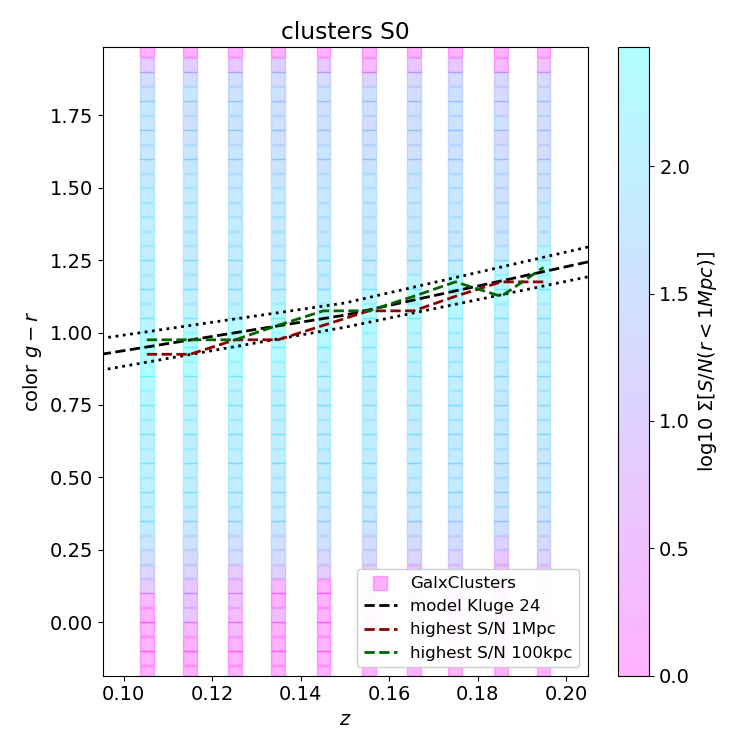 clusters S0
color g − r
1.75
1.50
1.25
1.00
0.75
0.50
0.25
0.00
0.10
0.12
0.14
0.16
0.18
0.20
z
GalxClusters
model Kluge 24
highest S/N 1Mpc
highest S/N 100kpc
2.0
1.5
1.0
0.5
0.0
log10 Σ[S/N(r < 1Mpc)]